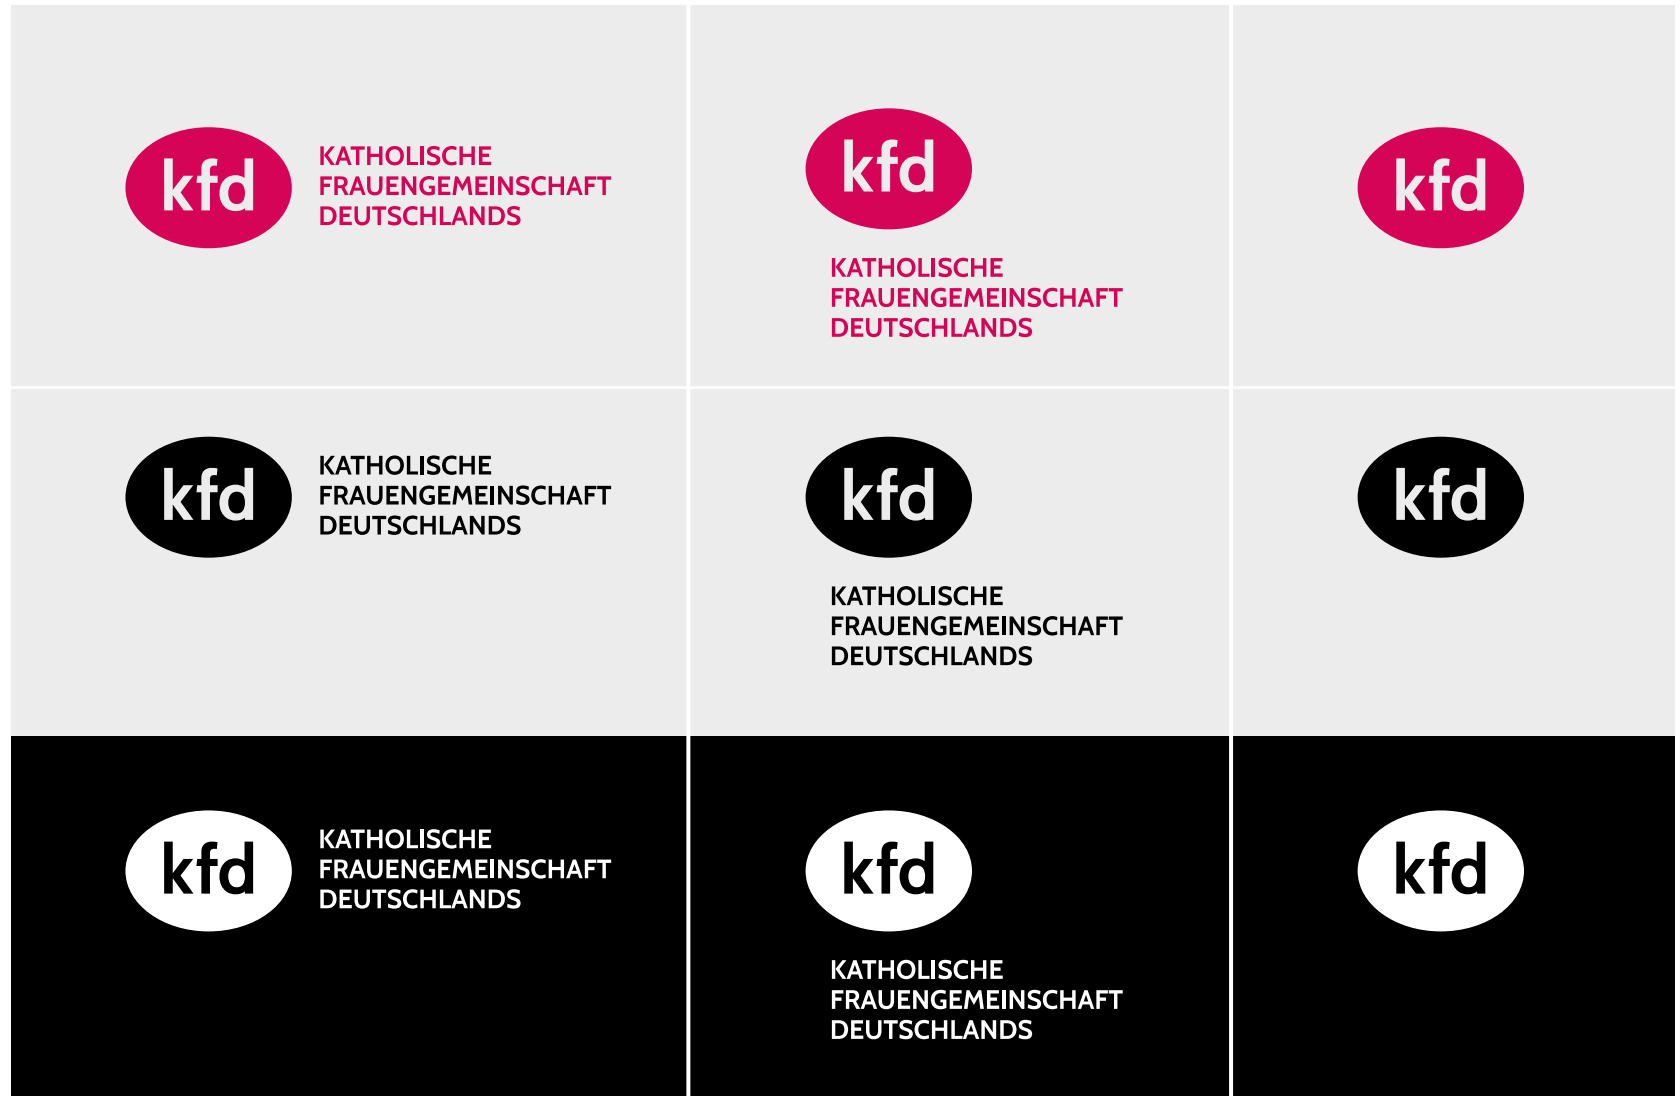 kfd
KATHOLISCHE
FRAUENGEMEINSCHAFT
DEUTSCHLANDS
kfd
KATHOLISCHE
FRAUENGEMEINSCHAFT
DEUTSCHLANDS
kfd
kfd
KATHOLISCHE
FRAUENGEMEINSCHAFT
DEUTSCHLANDS
kfd
KATHOLISCHE
FRAUENGEMEINSCHAFT
DEUTSCHLANDS
kfd
kfd
KATHOLISCHE
FRAUENGEMEINSCHAFT
DEUTSCHLANDS
kfd
KATHOLISCHE
FRAUENGEMEINSCHAFT
DEUTSCHLANDS
kfd